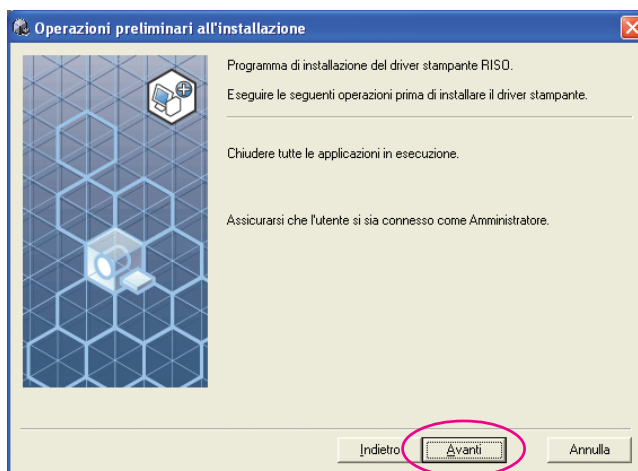 Operazioni preliminari all'installazione
Programma di installazione del driver stampante RISO.
Eseguire le seguenti operazioni prima di installare il driver stampante.
Chiudere tutte le applicazioni in esecuzione.
Assicurarsi che l'utente si sia connesso come Amministratore.
Indietro Avanti Annulla